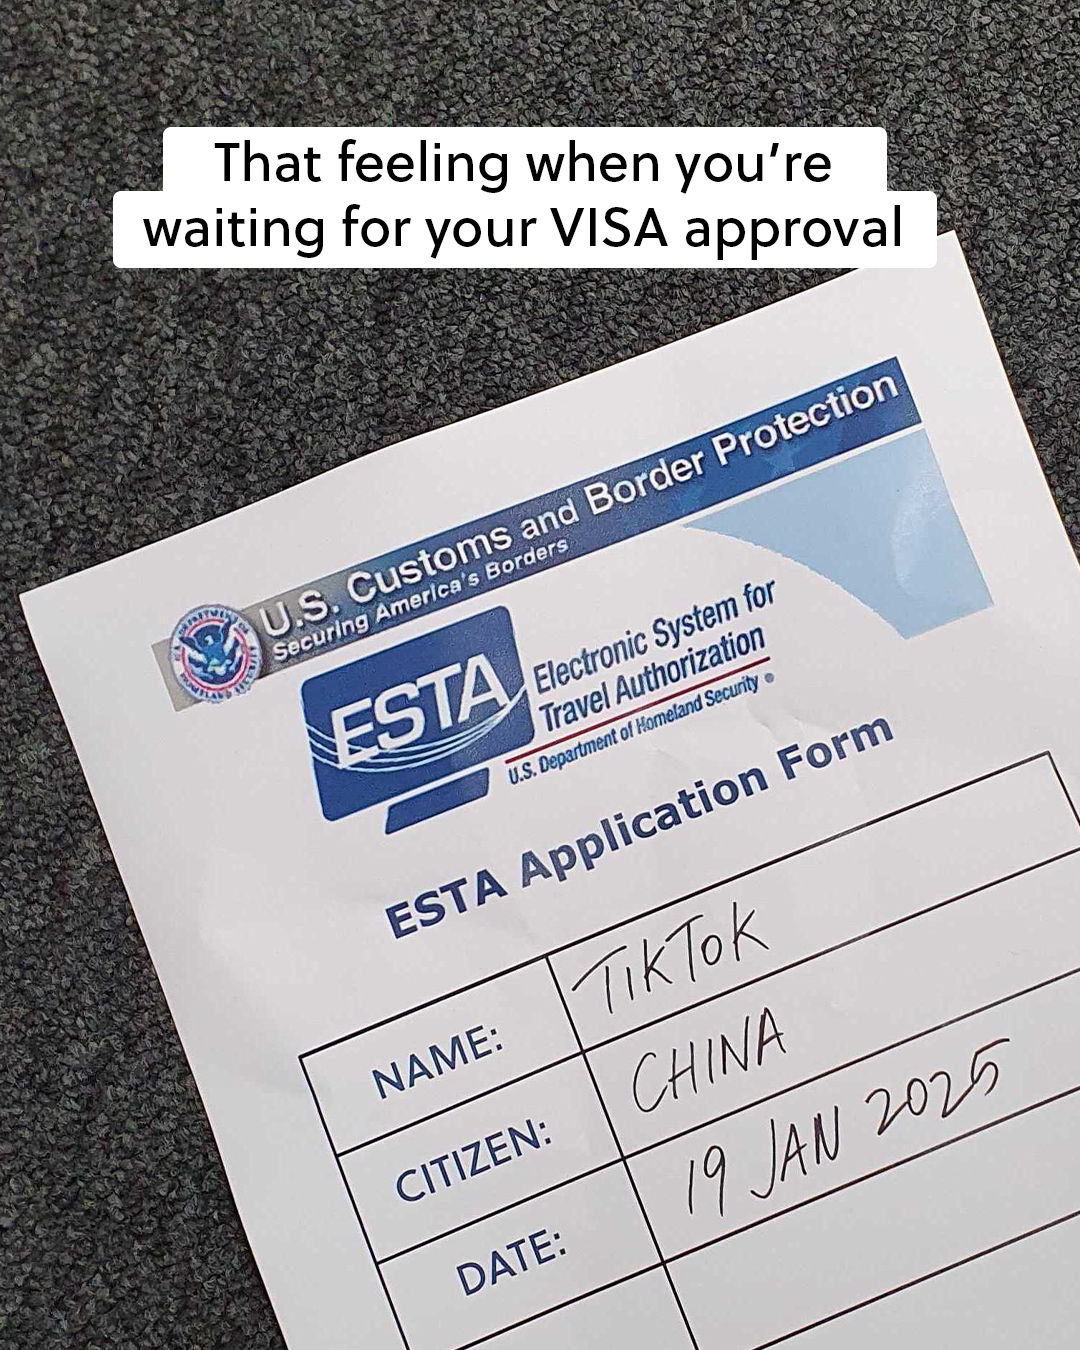 That feeling when you're
waiting for your VISA approval
U.S. Customs and Border Protection
Securing America's Borders
ESTA
Electronic System for
Travel Authorization
U.S. Department of Homeland Security ®
ESTA Application Form
NAME: TikTok
CITIZEN: CHINA
DATE: 19 JAN 2025